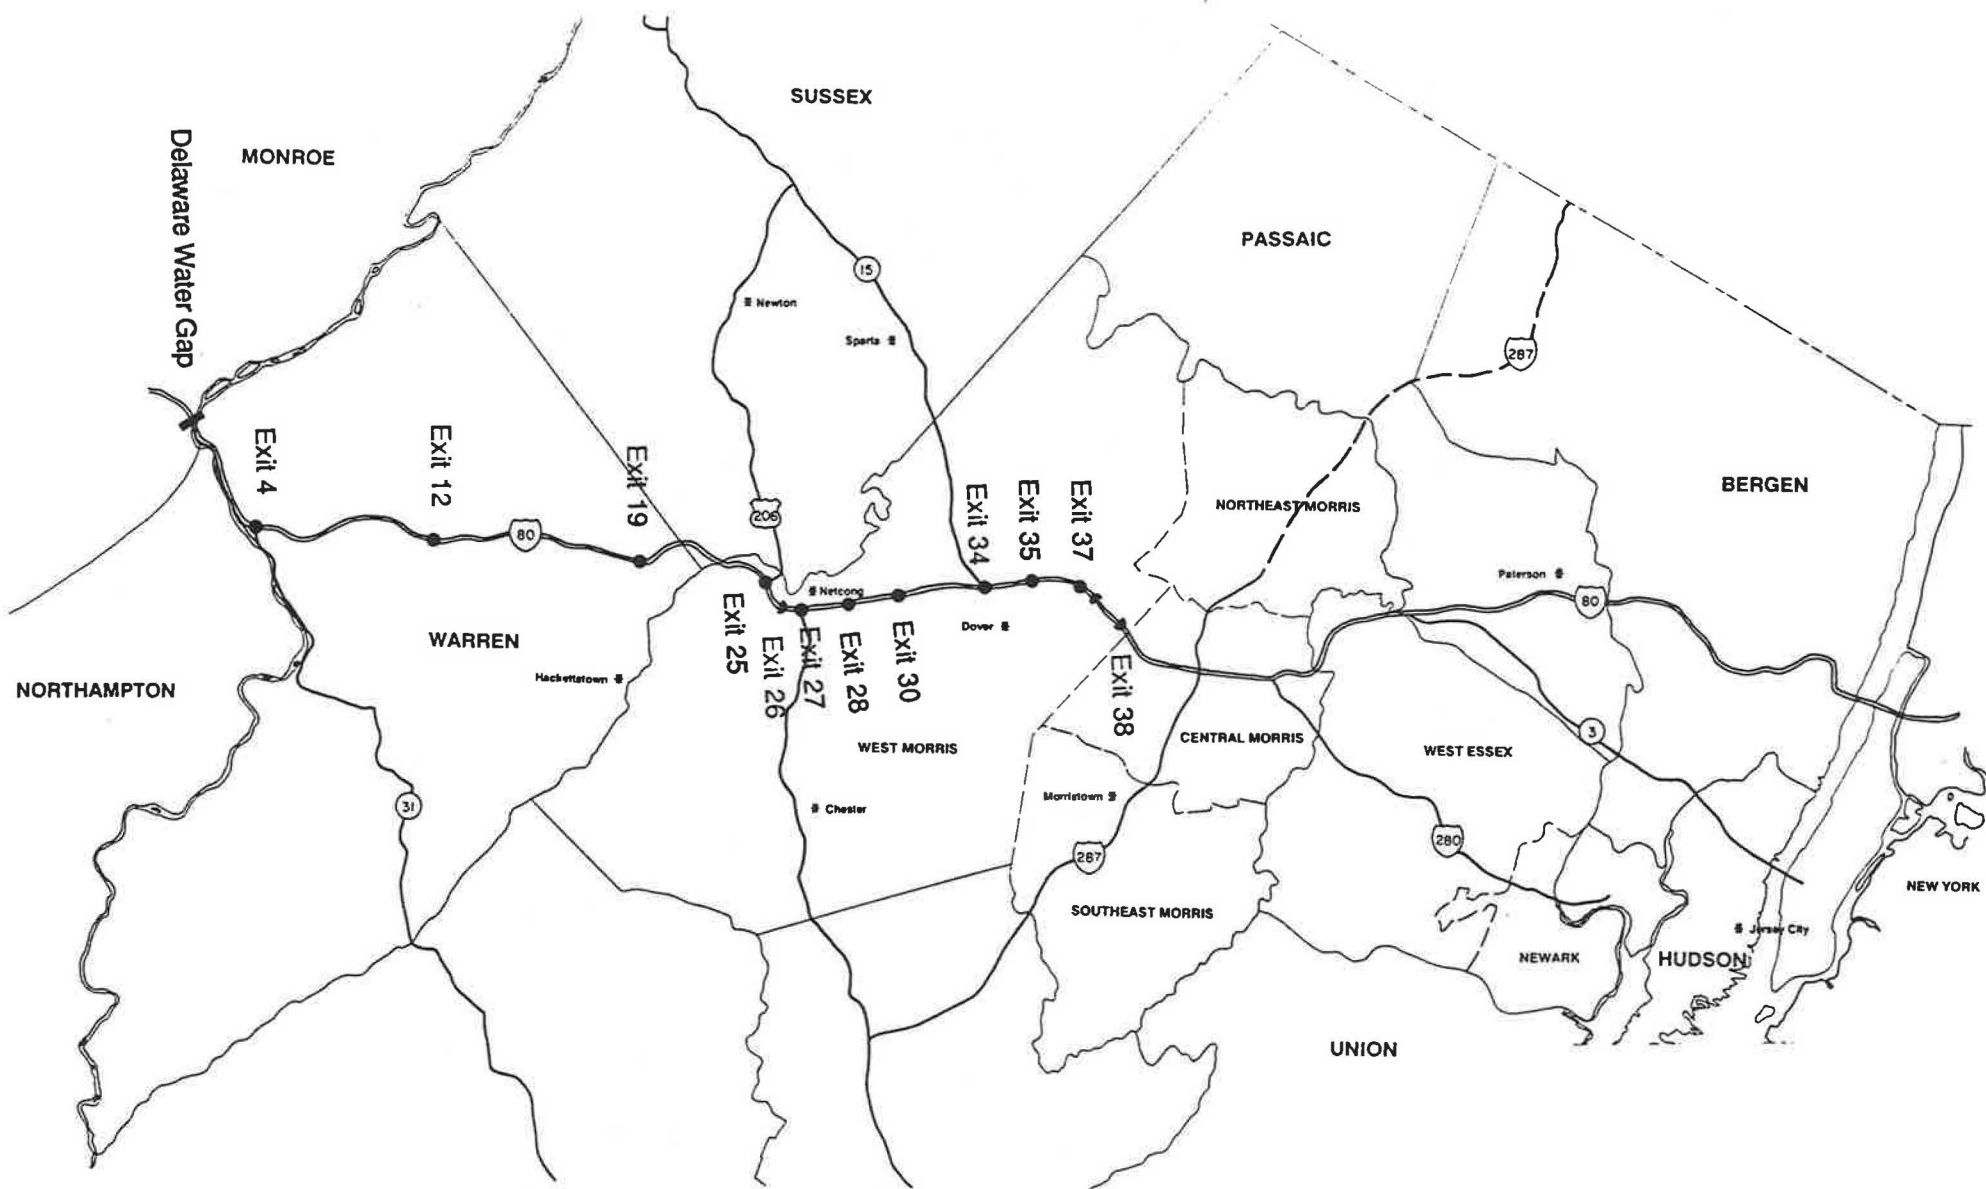 SUSSEX
MONROE
Delaware Water Gap
PASSAIC
15
Newton
Sparta
287
Exit 4
Exit 12
Exit 19
206
Exit 34
Exit 35
Exit 37
NORTHEAST MORRIS
BERGEN
80
Netcong
Paterson
80
Dover
WARREN
Hackettstown
Exit 25
Exit 26
Exit 27
Exit 28
Exit 30
Exit 38
NORTHAMPTON
WEST MORRIS
CENTRAL MORRIS
WEST ESSEX
3
31
Chester
Morristown
287
280
NEW YORK
SOUTHEAST MORRIS
Jersey City
NEWARK
HUDSON
UNION